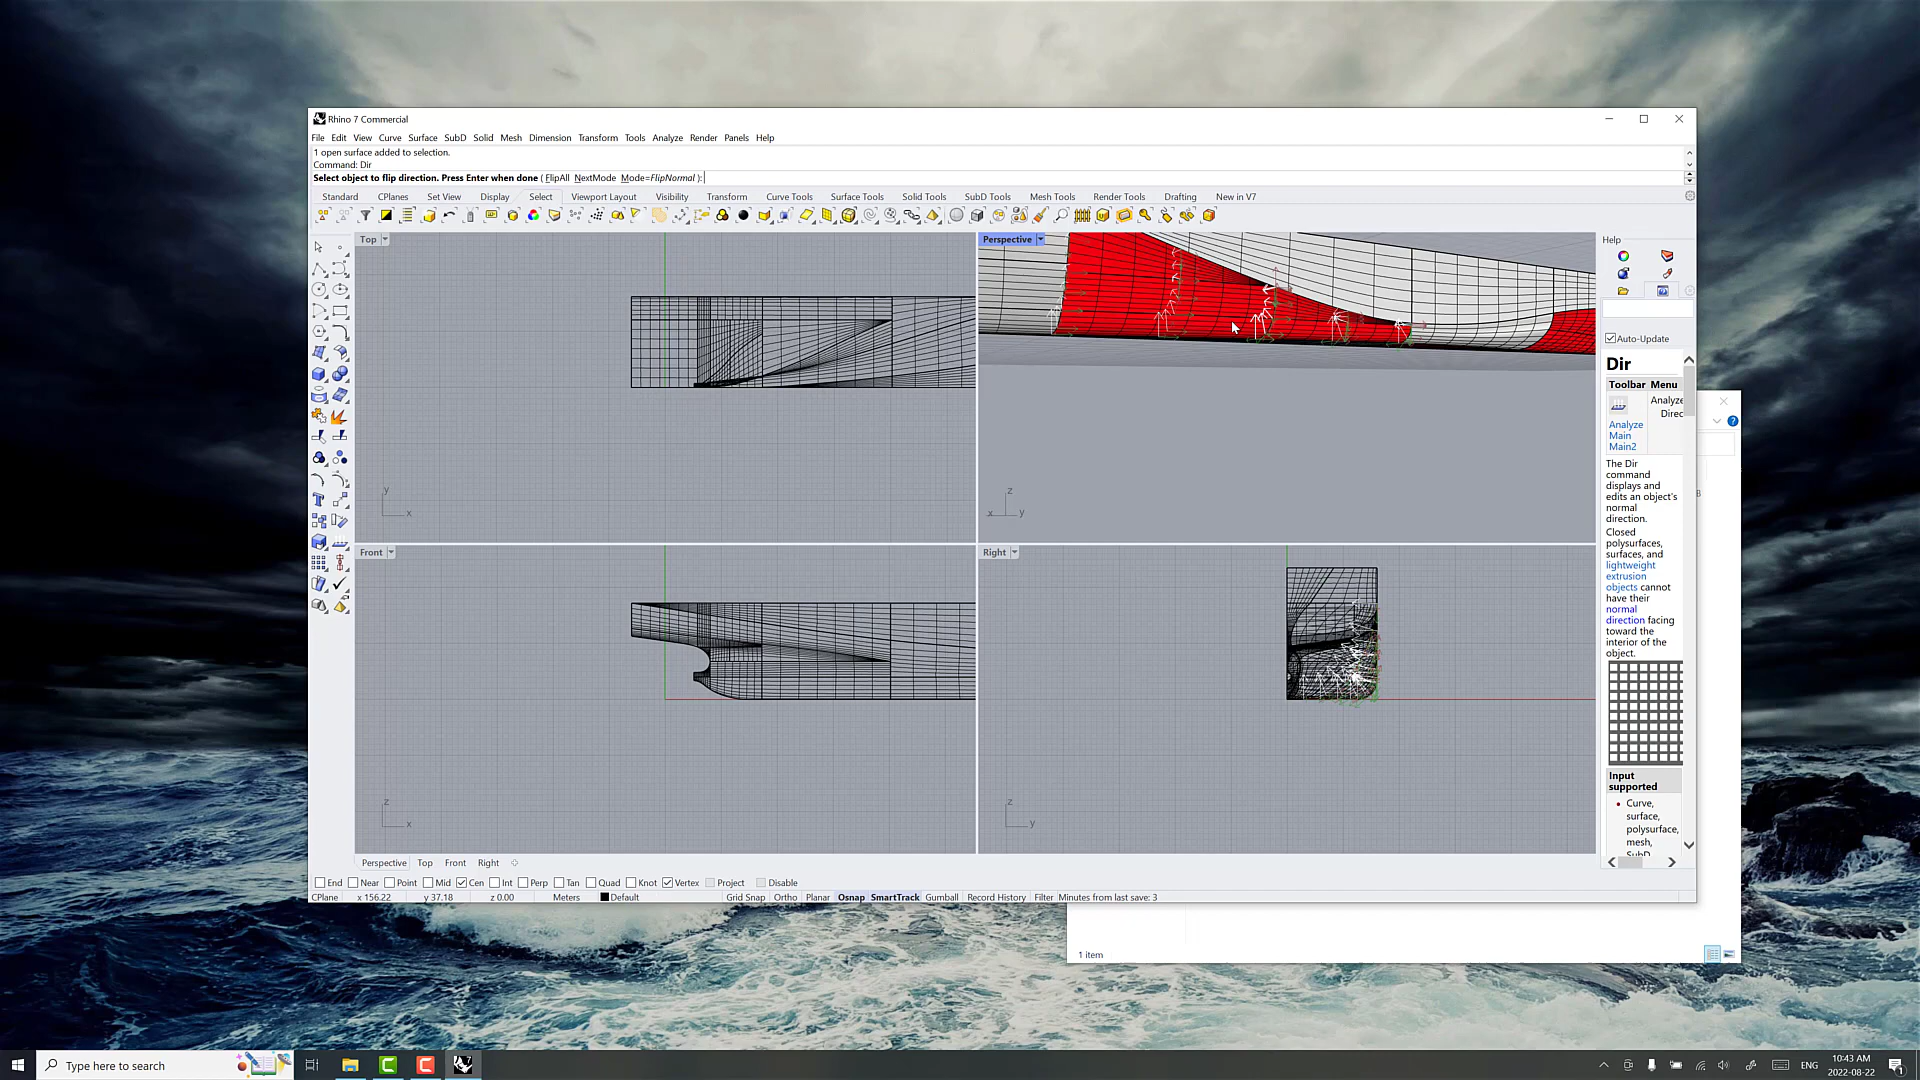 Rhino 7 Commercial
File Edit View Curve Surface SubD Solid Mesh Dimension Transform Tools Analyze Render Panels Help
1 open surface added to selection.
Command: Dir
Select object to flip direction. Press Enter when done ( FlipAll NextMode Mode=FlipNormal ):
Standard CPlanes Set View Display Select Viewport Layout Visibility Transform Curve Tools Surface Tools Solid Tools SubD Tools Mesh Tools Render Tools Drafting New in V7
Top
Perspective
Help
Auto-Update
Dir
Toolbar Menu
Analyze
Direc
Analyze
Main
Main2
The Dir
command
displays and
edits an object's
normal
direction.
Closed
polysurfaces,
surfaces, and
lightweight
extrusion
objects cannot
have their
normal
direction facing
toward the
interior of the
object.
Input
supported
• Curve,
surface,
polysurface,
mesh,
SubD
y
x
z
x y
Front
Right
z
x
z
y
B
Perspective Top Front Right
End Near Point Mid Cen Int Perp Tan Quad Knot Vertex Project Disable
CPlane x 156.22 y 37.18 z 0.00 Meters Default Grid Snap Ortho Planar Osnap SmartTrack Gumball Record History Filter Minutes from last save: 3
1 item
Type here to search
ENG
10:43 AM
2022-08-22
1